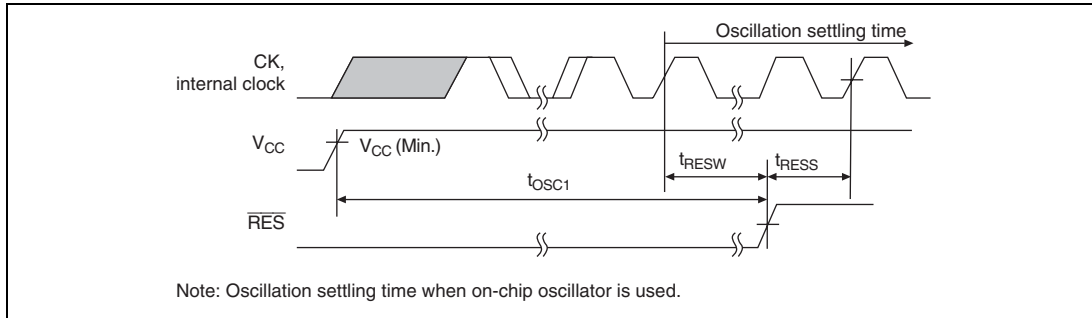 Oscillation settling time
CK,
internal clock
VCC
VCC (Min.)
tRESW
tRESS
tOSC1
RES
Note: Oscillation settling time when on-chip oscillator is used.